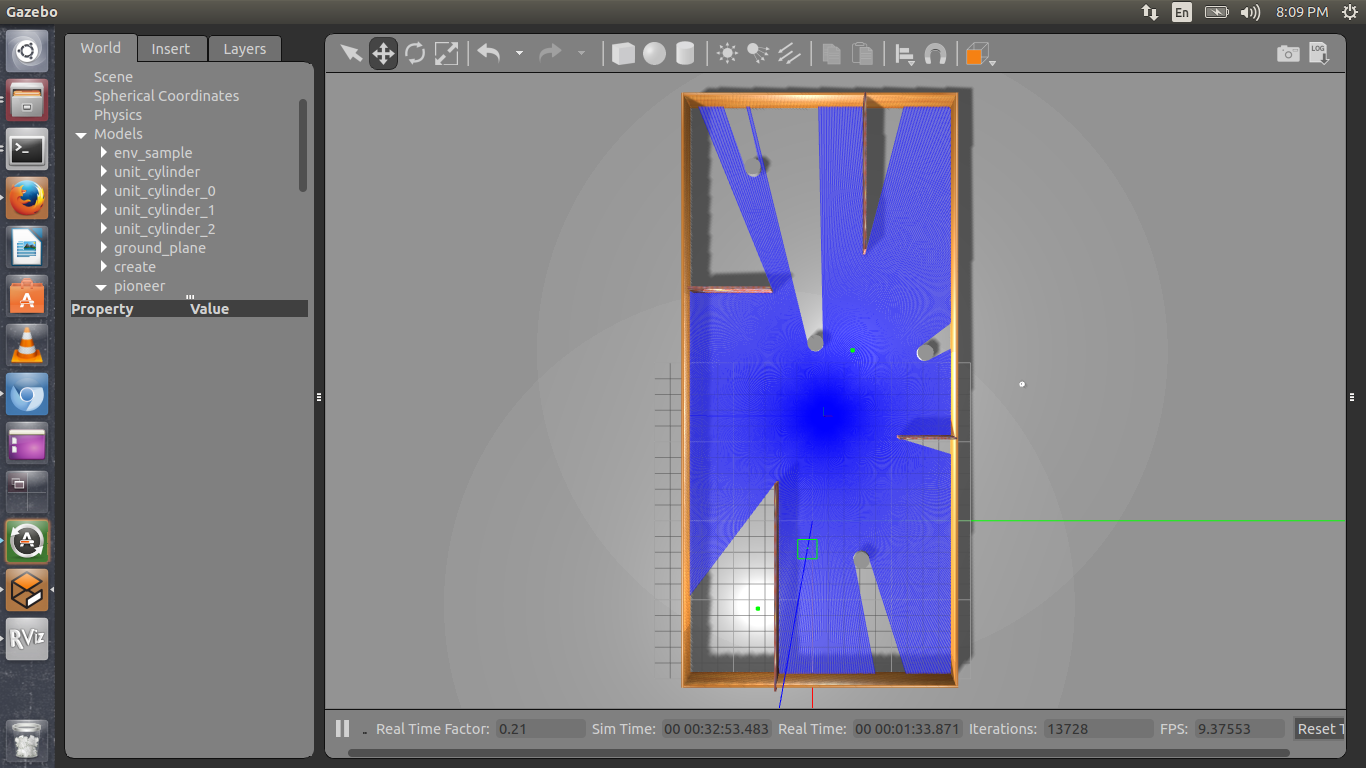 Gazebo
En
8:09 PM
World
Insert
Layers
LOG
Scene
Spherical Coordinates
Physics
Models
env_sample
unit_cylinder
unit_cylinder_0
unit_cylinder_1
unit_cylinder_2
ground_plane
create
pioneer
Property Value
RViz
Real Time Factor: 0.21 Sim Time: 00 00:32:53.483 Real Time: 00 00:01:33.871 Iterations: 13728 FPS: 9.37553 Reset T